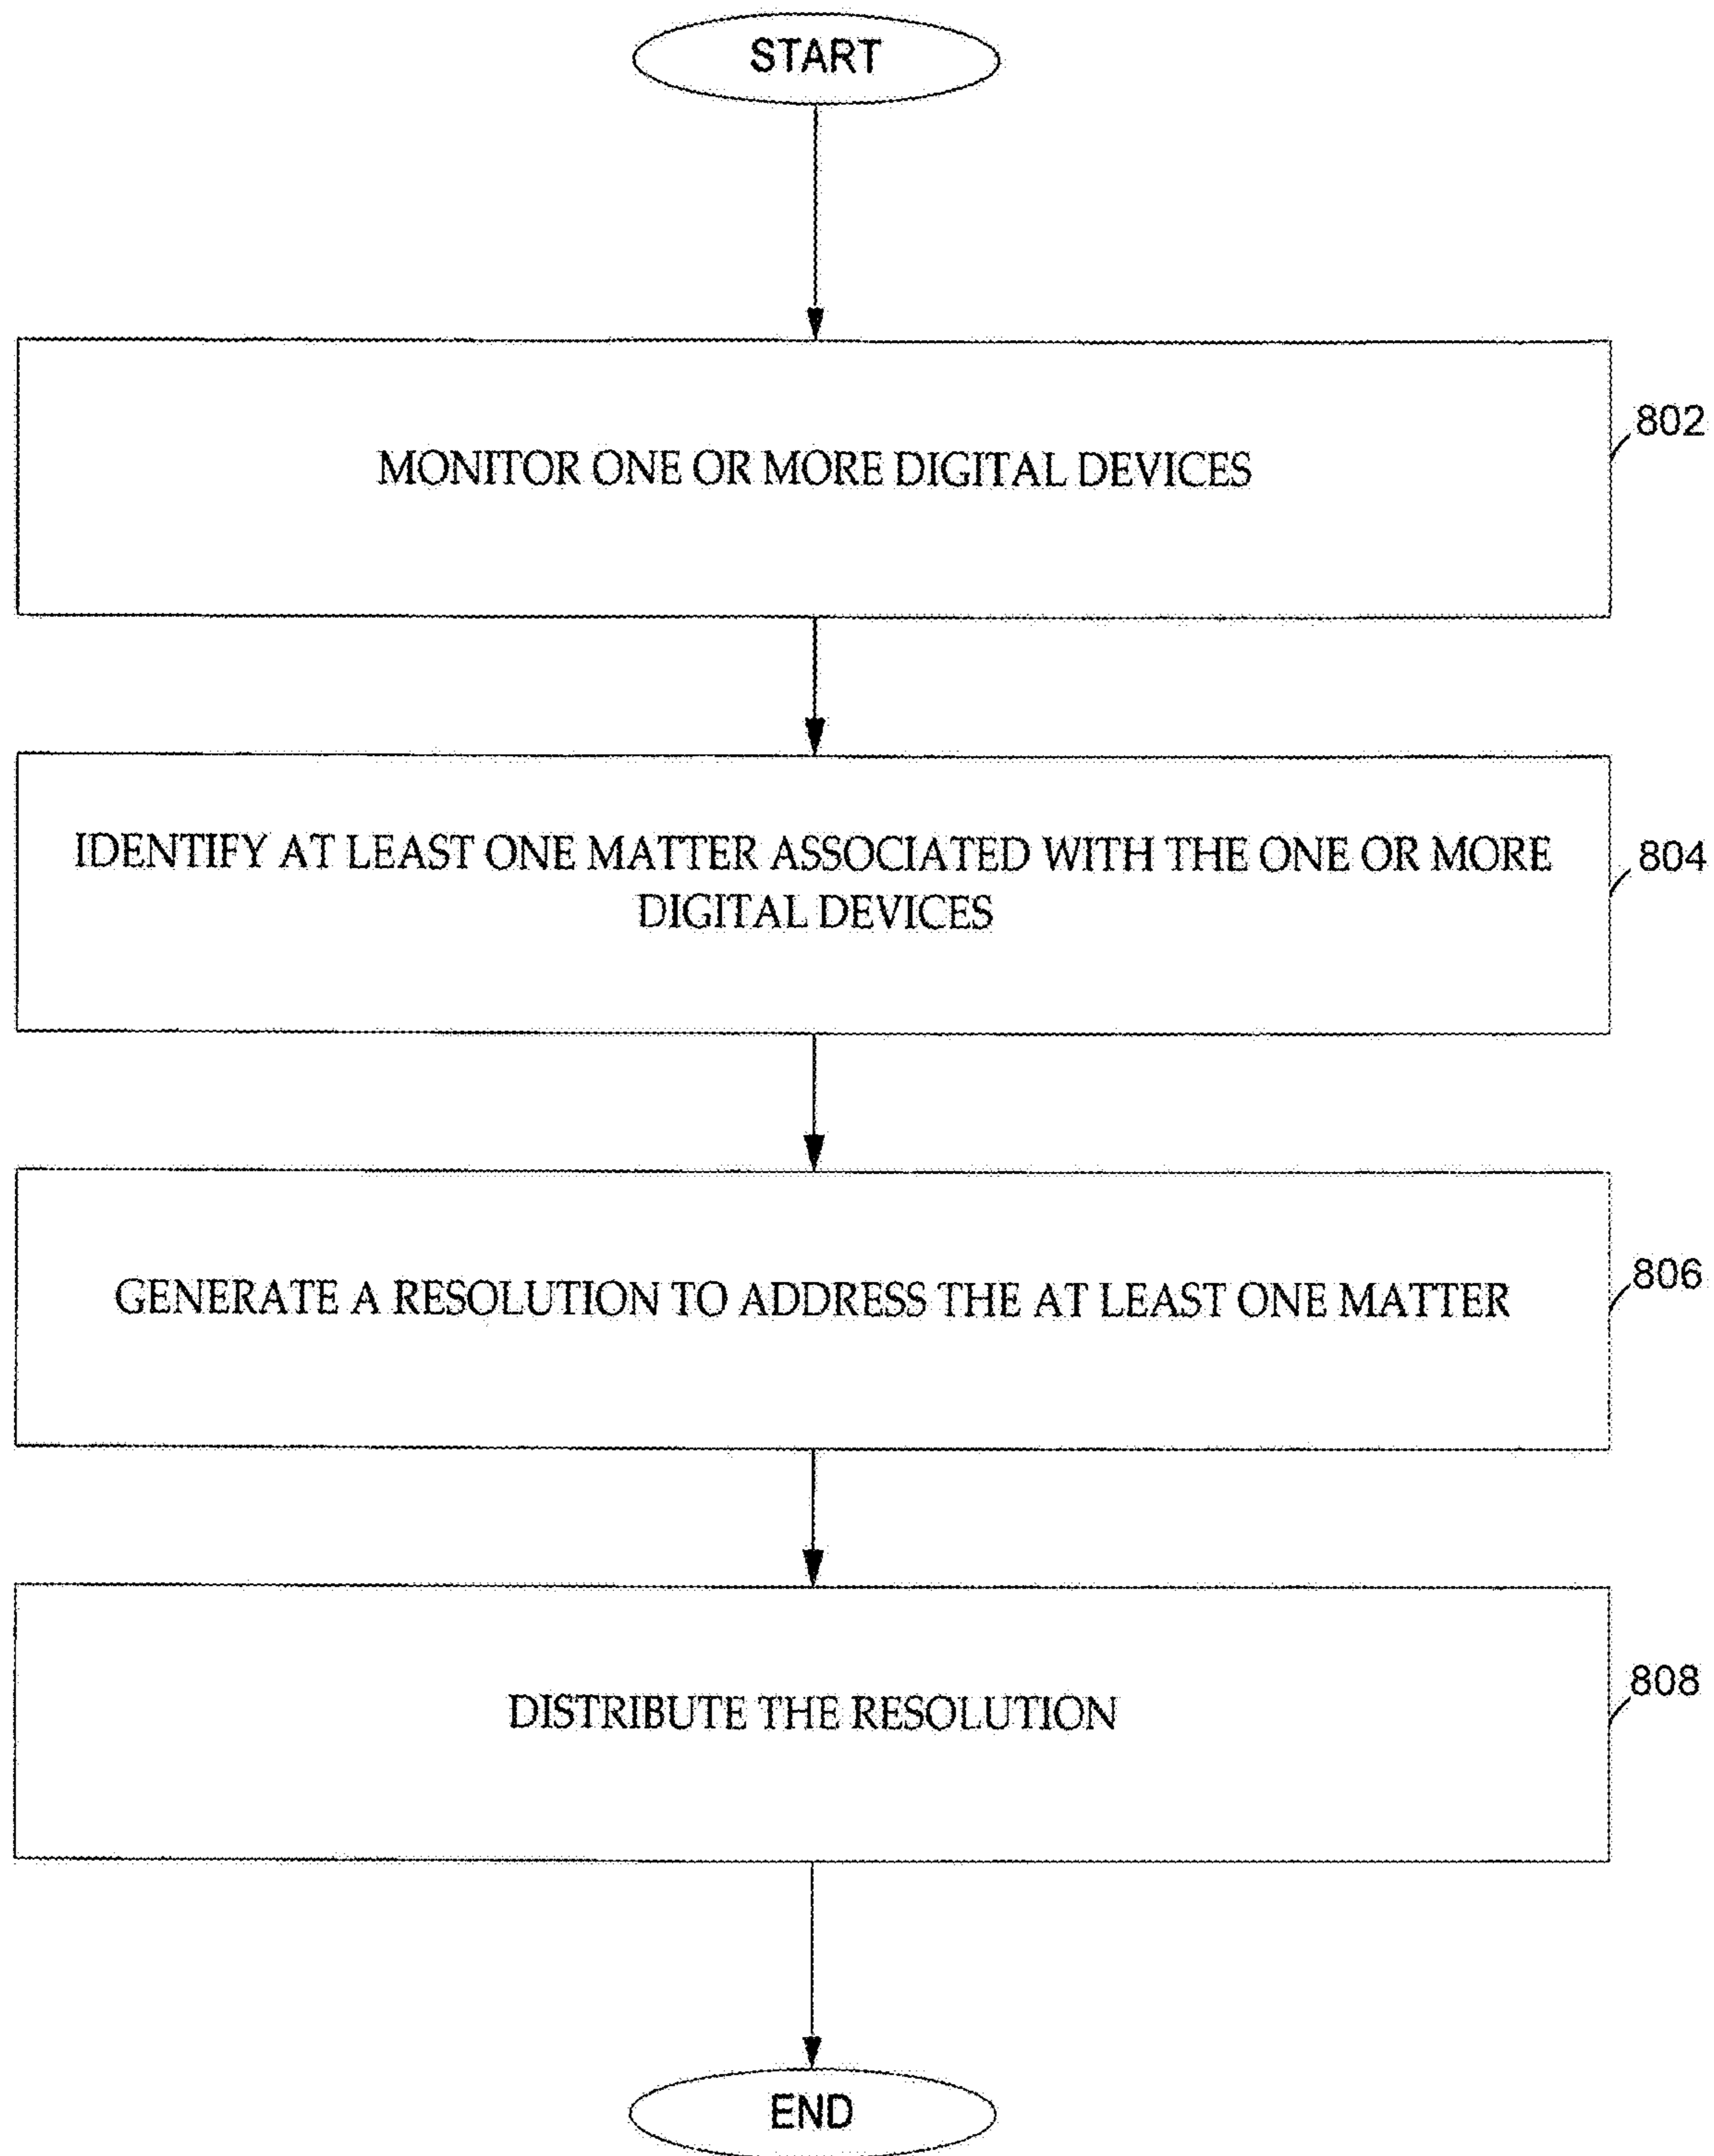 START
MONITOR ONE OR MORE DIGITAL DEVICES
802
IDENTIFY AT LEAST ONE MATTER ASSOCIATED WITH THE ONE OR MORE
DIGITAL DEVICES
804
GENERATE A RESOLUTION TO ADDRESS THE AT LEAST ONE MATTER
806
DISTRIBUTE THE RESOLUTION
808
END